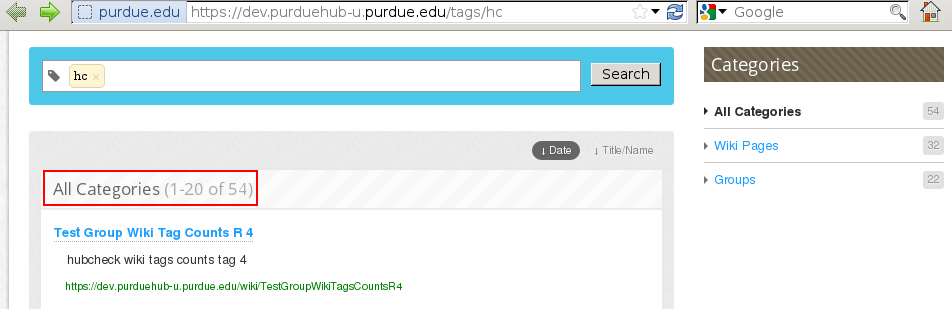 purdue.edu https://dev.purduehub-u.purdue.edu/tags/hc Google
hc × Search
↓ Date ↓ Title/Name
All Categories (1-20 of 54)
Test Group Wiki Tag Counts R 4
hubcheck wiki tags counts tag 4
https://dev.purduehub-u.purdue.edu/wiki/TestGroupWikiTagsCountsR4
Categories
All Categories 54
Wiki Pages 32
Groups 22